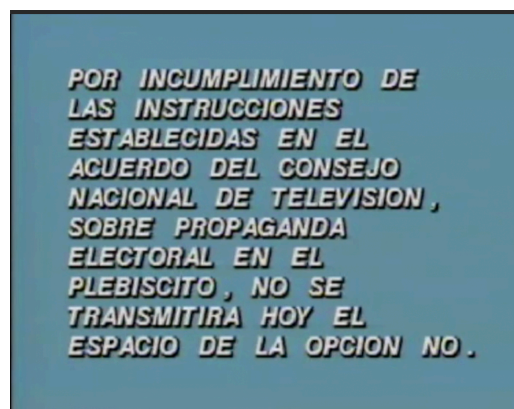 POR INCUMPLIMIENTO DE
LAS INSTRUCCIONES
ESTABLECIDAS EN EL
ACUERDO DEL CONSEJO
NACIONAL DE TELEVISION,
SOBRE PROPAGANDA
ELECTORAL EN EL
PLEBISCITO, NO SE
TRANSMITIRA HOY EL
ESPACIO DE LA OPCION NO.